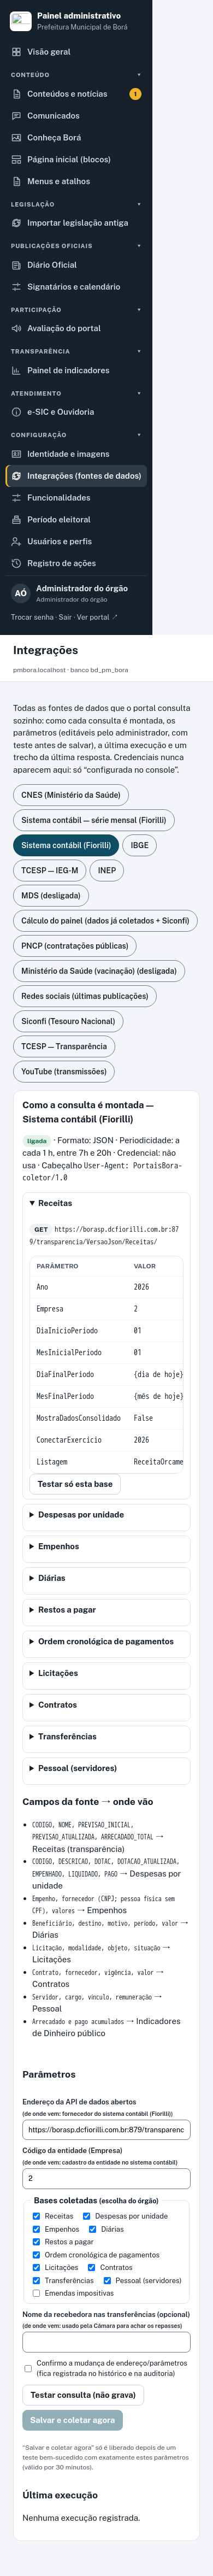 Painel administrativo
Prefeitura Municipal de Borá
Visão geral
CONTEÚDO
Conteúdos e notícias 1
Comunicados
Conheça Borá
Página inicial (blocos)
Menus e atalhos
LEGISLAÇÃO
Importar legislação antiga
PUBLICAÇÕES OFICIAIS
Diário Oficial
Signatários e calendário
PARTICIPAÇÃO
Avaliação do portal
TRANSPARÊNCIA
Painel de indicadores
ATENDIMENTO
e-SIC e Ouvidoria
CONFIGURAÇÃO
Identidade e imagens
Integrações (fontes de dados)
Funcionalidades
Período eleitoral
Usuários e perfis
Registro de ações
AÓ
Administrador do órgão
Administrador do órgão
Trocar senha · Sair · Ver portal ↗
Integrações
pmbora.localhost · banco bd_pm_bora
Todas as fontes de dados que o portal consulta
sozinho: como cada consulta é montada, os
parâmetros (editáveis pelo administrador, com
teste antes de salvar), a última execução e um
trecho da última resposta. Credenciais nunca
aparecem aqui: só “configurada no console”.
CNES (Ministério da Saúde)
Sistema contábil — série mensal (Fiorilli)
Sistema contábil (Fiorilli) IBGE
TCESP — IEG-M INEP
MDS (desligada)
Cálculo do painel (dados já coletados + Siconfi)
PNCP (contratações públicas)
Ministério da Saúde (vacinação) (desligada)
Redes sociais (últimas publicações)
Siconfi (Tesouro Nacional)
TCESP — Transparência
YouTube (transmissões)
Como a consulta é montada —
Sistema contábil (Fiorilli)
ligada · Formato: JSON · Periodicidade: a
cada 1 h, entre 7h e 20h · Credencial: não
usa · Cabeçalho User-Agent: PortaisBora-
coletor/1.0
▼ Receitas
GET https://borasp.dcfiorilli.com.br:87
9/transparencia/VersaoJson/Receitas/
PARÂMETRO VALOR
Ano 2026
Empresa 2
DiaInicioPeriodo 01
MesInicialPeriodo 01
DiaFinalPeriodo {dia de hoje}
MesFinalPeriodo {mês de hoje}
MostraDadosConsolidado False
ConectarExercicio 2026
Listagem ReceitaOrcame
Testar só esta base
▶ Despesas por unidade
▶ Empenhos
▶ Diárias
▶ Restos a pagar
▶ Ordem cronológica de pagamentos
▶ Licitações
▶ Contratos
▶ Transferências
▶ Pessoal (servidores)
Campos da fonte → onde vão
• CODIGO, NOME, PREVISAO_INICIAL,
PREVISAO_ATUALIZADA, ARRECADADO_TOTAL →
Receitas (transparência)
• CODIGO, DESCRICAO, DOTAC, DOTACAO_ATUALIZADA,
EMPENHADO, LIQUIDADO, PAGO → Despesas por
unidade
• Empenho, fornecedor (CNPJ; pessoa física sem
CPF), valores → Empenhos
• Beneficiário, destino, motivo, período, valor →
Diárias
• Licitação, modalidade, objeto, situação →
Licitações
• Contrato, fornecedor, vigência, valor →
Contratos
• Servidor, cargo, vínculo, remuneração →
Pessoal
• Arrecadado e pago acumulados → Indicadores
de Dinheiro público
Parâmetros
Endereço da API de dados abertos
(de onde vem: fornecedor do sistema contábil (Fiorilli))
https://borasp.dcfiorilli.com.br:879/transparenc
Código da entidade (Empresa)
(de onde vem: cadastro da entidade no sistema contábil)
2
Bases coletadas (escolha do órgão)
Receitas Despesas por unidade
Empenhos Diárias
Restos a pagar
Ordem cronológica de pagamentos
Licitações Contratos
Transferências Pessoal (servidores)
Emendas impositivas
Nome da recebedora nas transferências (opcional)
(de onde vem: usado pela Câmara para achar os repasses)
Confirmo a mudança de endereço/parâmetros
(fica registrada no histórico e na auditoria)
Testar consulta (não grava)
Salvar e coletar agora
“Salvar e coletar agora” só é liberado depois de um
teste bem-sucedido com exatamente estes parâmetros
(válido por 30 minutos).
Última execução
Nenhuma execução registrada.